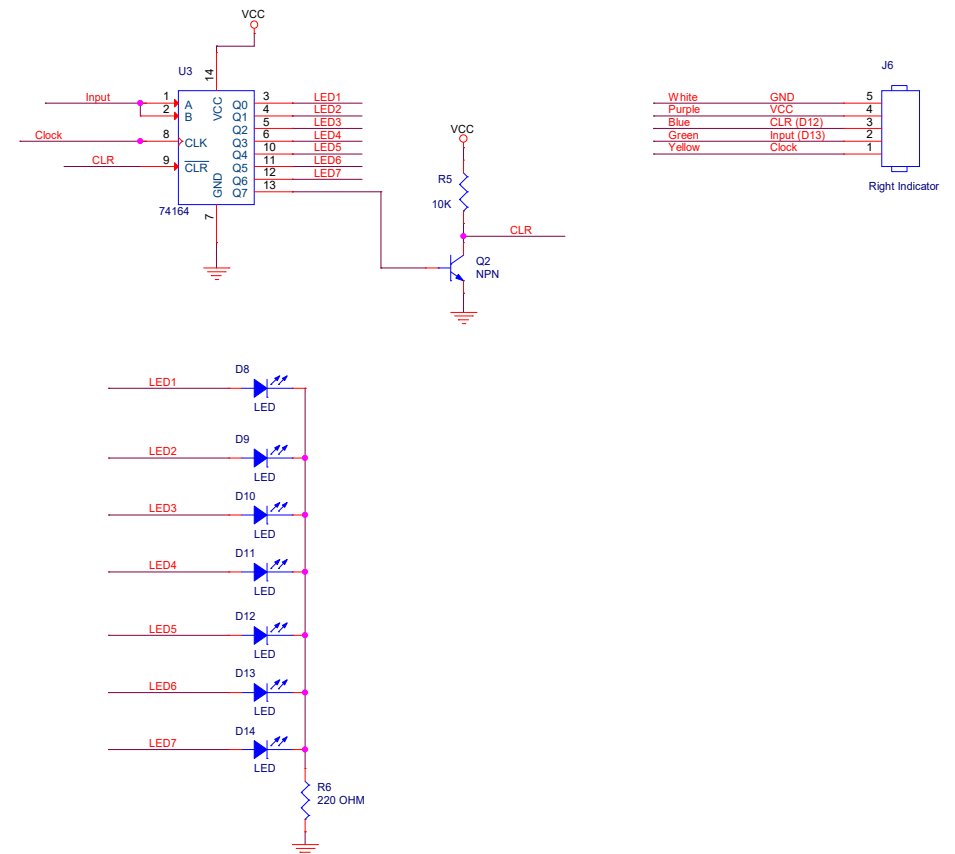 VCC
U3
14
Input
1
A
VCC
Q0
3
LED1
2
B
Q1
4
LED2
Q2
5
LED3
Clock
8
CLK
Q3
6
LED4
Q4
10
LED5
CLR
9
CLR
Q5
11
LED6
GND
Q6
12
LED7
Q7
13
74164
7
VCC
R5
10K
CLR
Q2
NPN
J6
White GND 5
Purple VCC 4
Blue CLR (D12) 3
Green Input (D13) 2
Yellow Clock 1
Right Indicator
D8
LED1
LED
D9
LED2
LED
D10
LED3
LED
D11
LED4
LED
D12
LED5
LED
D13
LED6
LED
D14
LED7
LED
R6
220 OHM